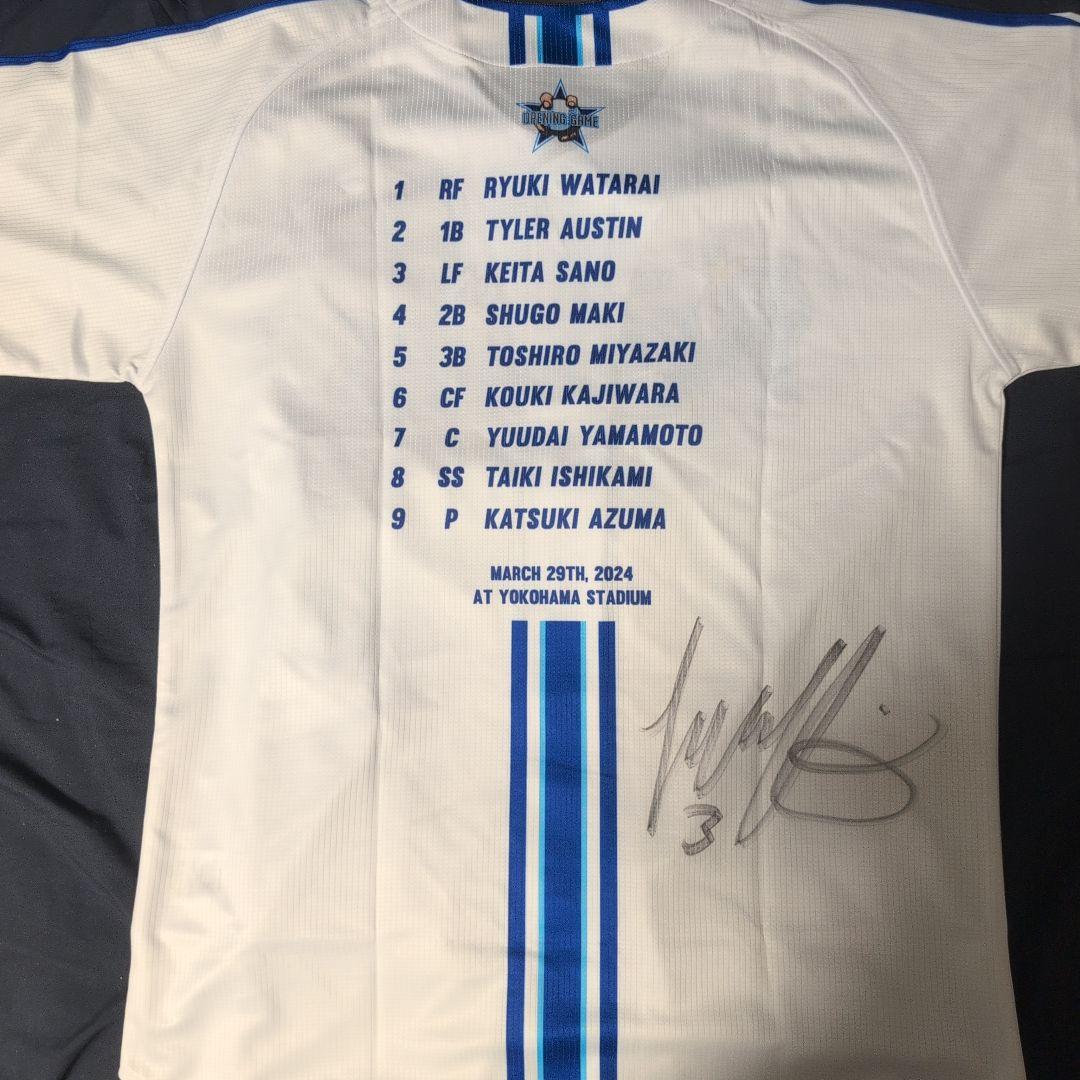 OPENING GAME
1 RF RYUKI WATARAI
2 1B TYLER AUSTIN
3 LF KEITA SANO
4 2B SHUGO MAKI
5 3B TOSHIRO MIYAZAKI
6 CF KOUKI KAJIWARA
7 C YUUDAI YAMAMOTO
8 SS TAIKI ISHIKAMI
9 P KATSUKI AZUMA
MARCH 29TH, 2024
AT YOKOHAMA STADIUM
3